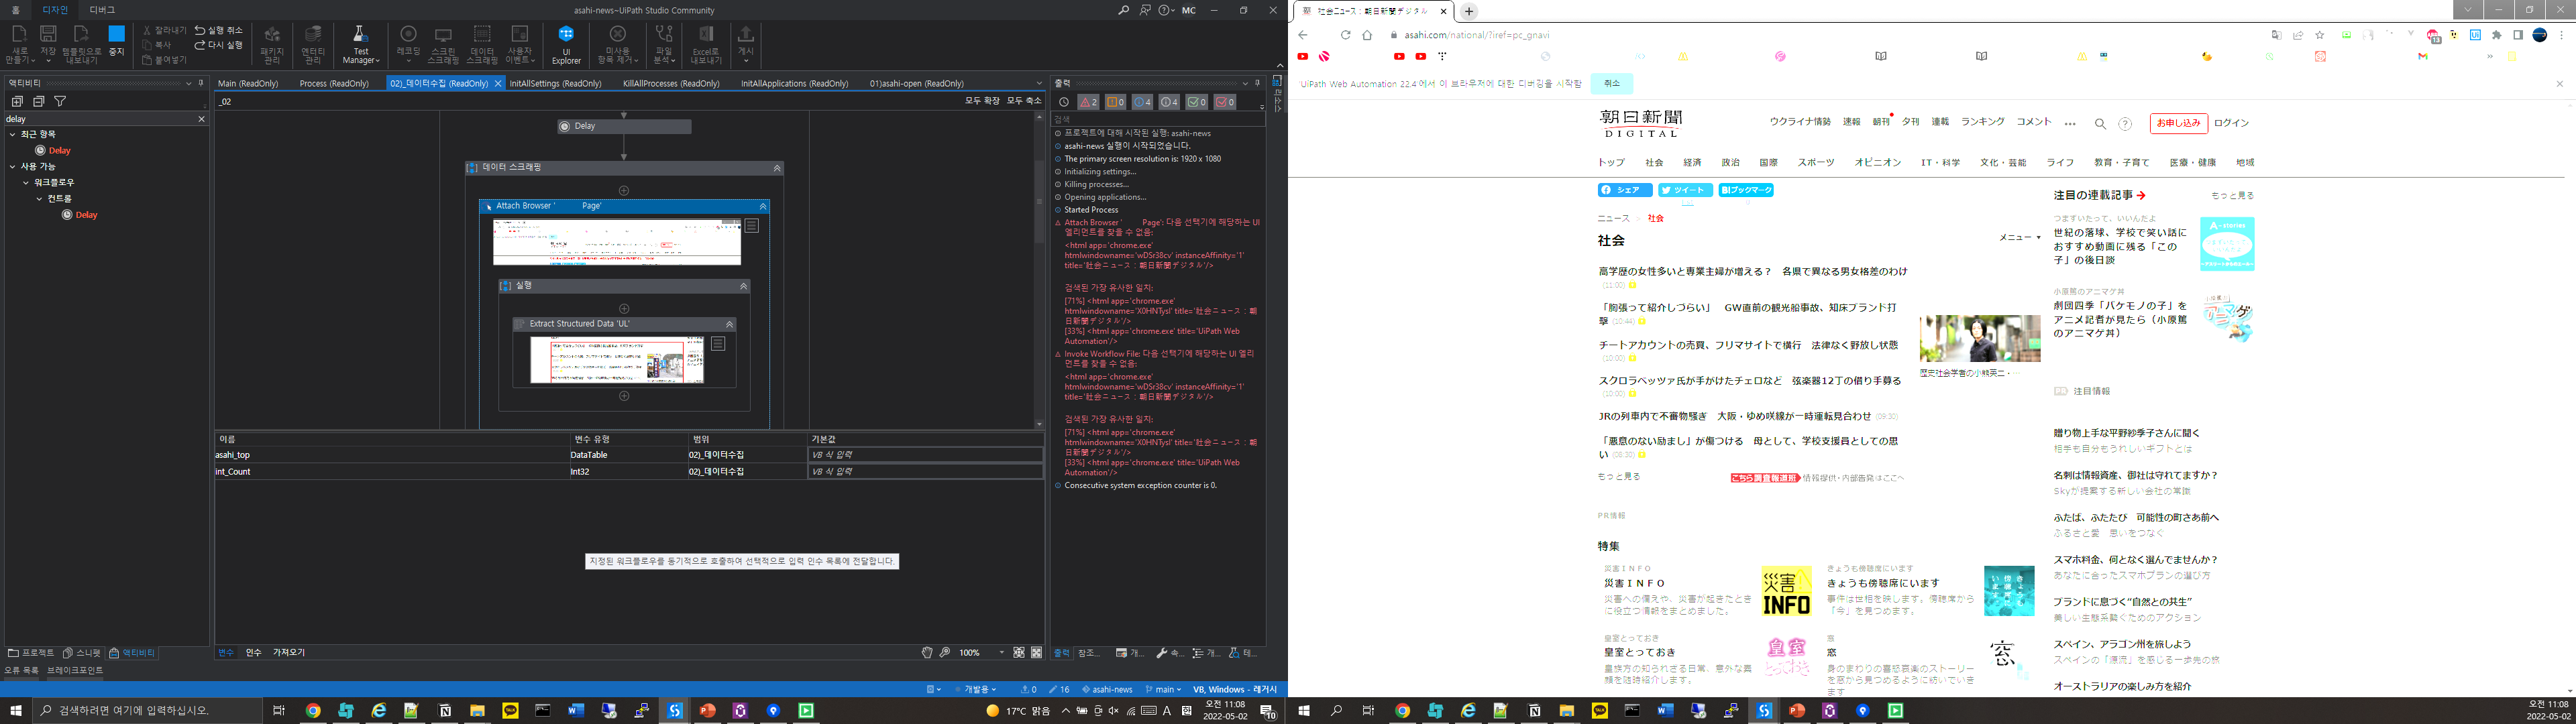 홈 디자인 디버그
asahi-news-UiPath Studio Community
MC
새로 만들기
저장
템플릿으로 내보내기
중지
잘라내기
복사
붙여넣기
실행 취소
다시 실행
패키지 관리
엔터티 관리
Test Manager
레코딩
스크린 스크래핑
데이터 스크래핑
사용자 이벤트
UI Explorer
미사용 항목 제거
파일 분석
Excel로 내보내기
게시
액티비티
delay
최근 항목
Delay
사용 가능
워크플로우
컨트롤
Delay
프로젝트 스니펫 액티비티
오류 목록 브레이크포인트
Main (ReadOnly) Process (ReadOnly) 02)_데이터수집 (ReadOnly) InitAllSettings (ReadOnly) KillAllProcesses (ReadOnly) InitAllApplications (ReadOnly) 01)asahi-open (ReadOnly)
_02
모두 확장 모두 축소
Delay
데이터 스크래핑
Attach Browser ' Page'
실행
Extract Structured Data 'UL'
이름 변수 유형 범위 기본값
asahi_top DataTable 02)_데이터수집 VB 식 입력
int_Count Int32 02)_데이터수집 VB 식 입력
지정된 워크플로우를 동기적으로 호출하여 선택적으로 입력 인수 목록에 전달합니다.
변수 인수 가져오기
100%
출력
2 0 4 4 0 0
검색
프로젝트에 대해 시작된 실행: asahi-news
asahi-news 실행이 시작되었습니다.
The primary screen resolution is: 1920 x 1080
Initializing settings...
Killing processes...
Opening applications...
Started Process
Attach Browser ' Page': 다음 선택기에 해당하는 UI
엘리먼트를 찾을 수 없음:
<html app='chrome.exe'
htmlwindowname='wDSr38cv' instanceAffinity='1'
title='社会ニュース：朝日新聞デジタル'/>
검색된 가장 유사한 일치:
[71%] <html app='chrome.exe'
htmlwindowname='X0HNTysl' title='社会ニュース：朝
日新聞デジタル'/>
[33%] <html app='chrome.exe' title='UiPath Web
Automation'/>
Invoke Workflow File: 다음 선택기에 해당하는 UI 엘리
먼트를 찾을 수 없음:
<html app='chrome.exe'
htmlwindowname='wDSr38cv' instanceAffinity='1'
title='社会ニュース：朝日新聞デジタル'/>
검색된 가장 유사한 일치:
[71%] <html app='chrome.exe'
htmlwindowname='X0HNTysl' title='社会ニュース：朝
日新聞デジタル'/>
[33%] <html app='chrome.exe' title='UiPath Web
Automation'/>
Consecutive system exception counter is 0.
출력 참조... 개... 속... 개... 테...
리소스
개발용 0 16 asahi-news main VB, Windows - 레거시
검색하려면 여기에 입력하십시오.
17°C 맑음
오전 11:08
2022-05-02
10
社会ニュース：朝日新聞デジタル
asahi.com/national/?iref=pc_gnavi
'UiPath Web Automation 22.4'에서 이 브라우저에 대한 디버깅을 시작함
취소
朝日新聞
DIGITAL
ウクライナ情勢 速報 朝刊 夕刊 連載 ランキング コメント
お申し込み
ログイン
トップ 社会 経済 政治 国際 スポーツ オピニオン IT・科学 文化・芸能 ライフ 教育・子育て 医療・健康 地域
シェア ツイート ブックマーク
ニュース 社会
社会
メニュー
高学歴の女性多いと専業主婦が増える？ 各県で異なる男女格差のわけ
(11:00)
「胸張って紹介しづらい」 GW直前の観光船事故、知床ブランド打
撃 (10:44)
チートアカウントの売買、フリマサイトで横行 法律なく野放し状態
(10:00)
スクロラベッツァ氏が手かけたチェロなど 弦楽器12丁の借り手募る
(10:00)
JRの列車内で不審物騒ぎ 大阪・ゆめ咲線が一時運転見合わせ (09:30)
「悪意のない励まし」が傷つける 母として、学校支援員としての思
い (08:30)
歴史社会学者の小熊英二・…
もっと見る
こちら調査報道班 情報提供・内部告発はここへ
PR情報
特集
災害ＩＮＦＯ
災害ＩＮＦＯ
災害への備えや、災害が起きたとき
に役立つ情報をまとめました。
災害
INFO
きょうも傍聴席にいます
きょうも傍聴席にいます
事件は世相を映します。傍聴席から
「今」を見つめます。
皇室とっておき
皇室とっておき
皇族方の知られざる日常、意外な異
顔を随時紹介します。
皇室
窓
窓
身のまわりの喜怒哀楽のストーリー
を窓から見つめるように紡いでいき
ます
窓
注目の連載記事
もっと見る
つまずいたって、いいんだよ
世紀の落球、学校で笑い話に
おすすめ動画に残る「この
子」の後日談
小原篤のアニマゲ丼
劇団四季「バケモノの子」を
アニメ記者が見たら（小原篤
のアニマゲ丼）
PR 注目情報
贈り物上手な平野紗季子さんに聞く
相手も自分もうれしいギフトとは
名刺は情報資産、御社は守れてますか？
Skyが提案する新しい会社の常識
ふたば、ふたたび 可能性の町さあ前へ
ふるさと愛 思いをつなぐ
スマホ料金、何となく選んでませんか？
あなたに合ったスマホプランの選び方
ブランドに息づく“自然との共生”
美しい生態系繋ぐためのアクション
スペイン、アラゴン州を旅しよう
スペインの「源流」を感じる一歩先の旅
オーストラリアの楽しみ方を紹介
오전 11:08
2022-05-02